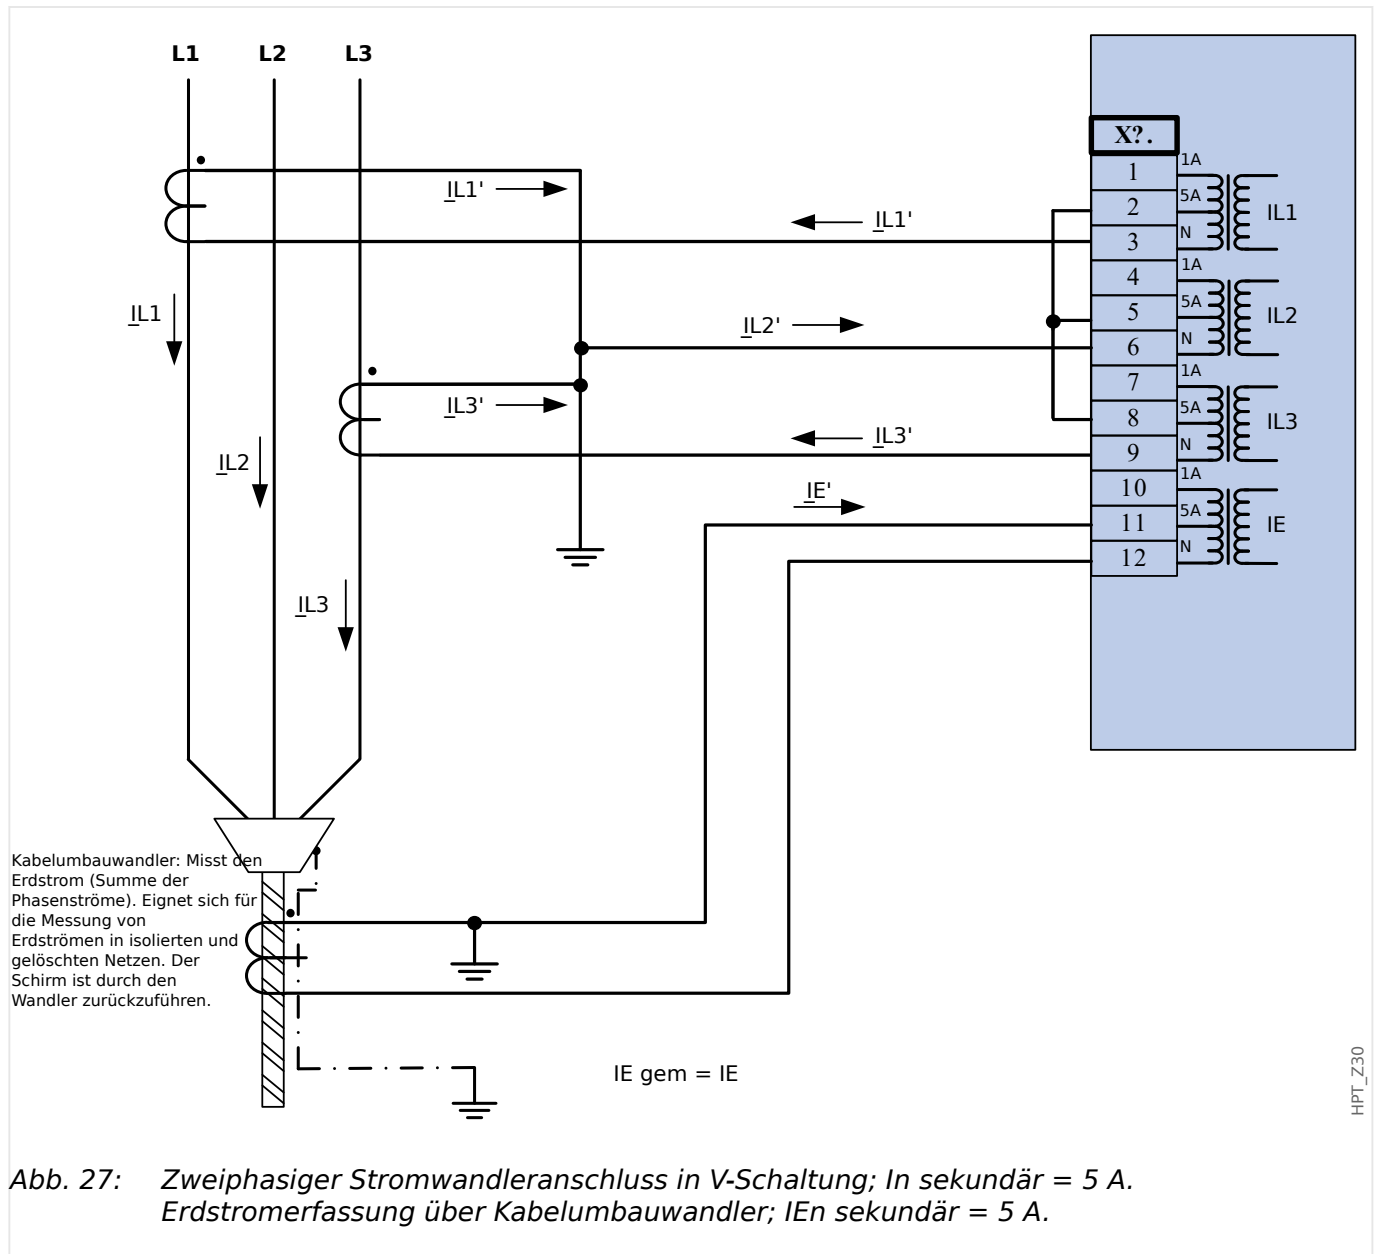 L1 L2 L3
X?.
1 1A
2 5A IL1
3 N
4 1A
5 5A IL2
6 N
7 1A
8 5A IL3
9 N
10 1A
11 5A IE
12 N
IL1'
IL1'
IL1
IL2'
IL3'
IL3'
IL2
IE'
IL3
Kabelumbauwandler: Misst den
Erdstrom (Summe der
Phasenströme). Eignet sich für
die Messung von
Erdströmen in isolierten und
gelöschten Netzen. Der
Schirm ist durch den
Wandler zurückzuführen.
IE gem = IE
HPT_Z30
Abb. 27: Zweiphasiger Stromwandleranschluss in V-Schaltung; In sekundär = 5 A.
Erdstromerfassung über Kabelumbauwandler; IEn sekundär = 5 A.